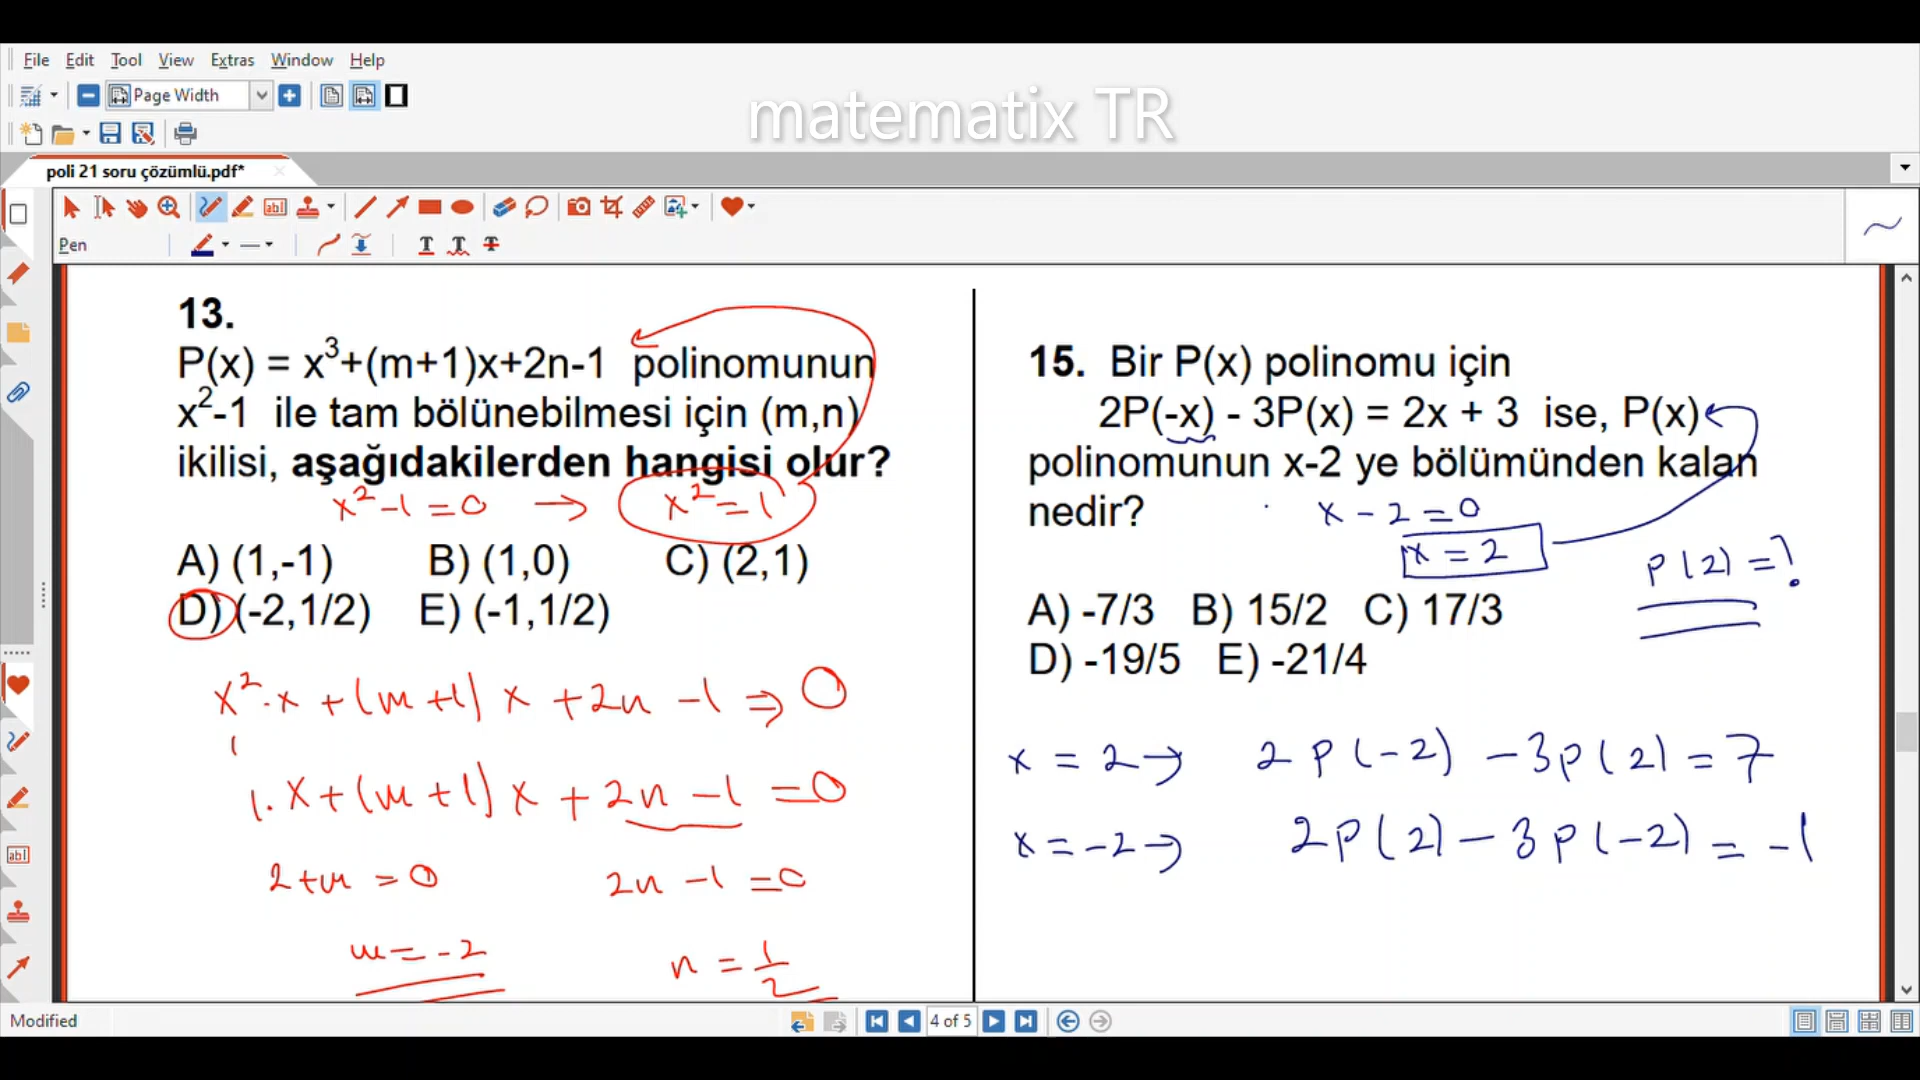 File Edit Tool View Extras Window Help
Page Width
matematix TR
poli 21 soru çözümlü.pdf*
Pen
13.
P(x) = x³+(m+1)x+2n-1 polinomunun
x²-1 ile tam bölünebilmesi için (m,n)
ikilisi, aşağıdakilerden hangisi olur?
x²-1=0 → x²=1
A) (1,-1) B) (1,0) C) (2,1)
D) (-2,1/2) E) (-1,1/2)
x²·x+(m+1)x+2n-1⇒0
1
1.x+(m+1)x+2n-1=0
2+m=0 2n-1=0
m=-2 n=1/2
15. Bir P(x) polinomu için
2P(-x) - 3P(x) = 2x + 3 ise, P(x)
polinomunun x-2 ye bölümünden kalan
nedir?
x-2=0
x=2
P(2)=?
A) -7/3 B) 15/2 C) 17/3
D) -19/5 E) -21/4
x=2→ 2P(-2)-3P(2)=7
x=-2→ 2P(2)-3P(-2)=-1
Modified
4 of 5